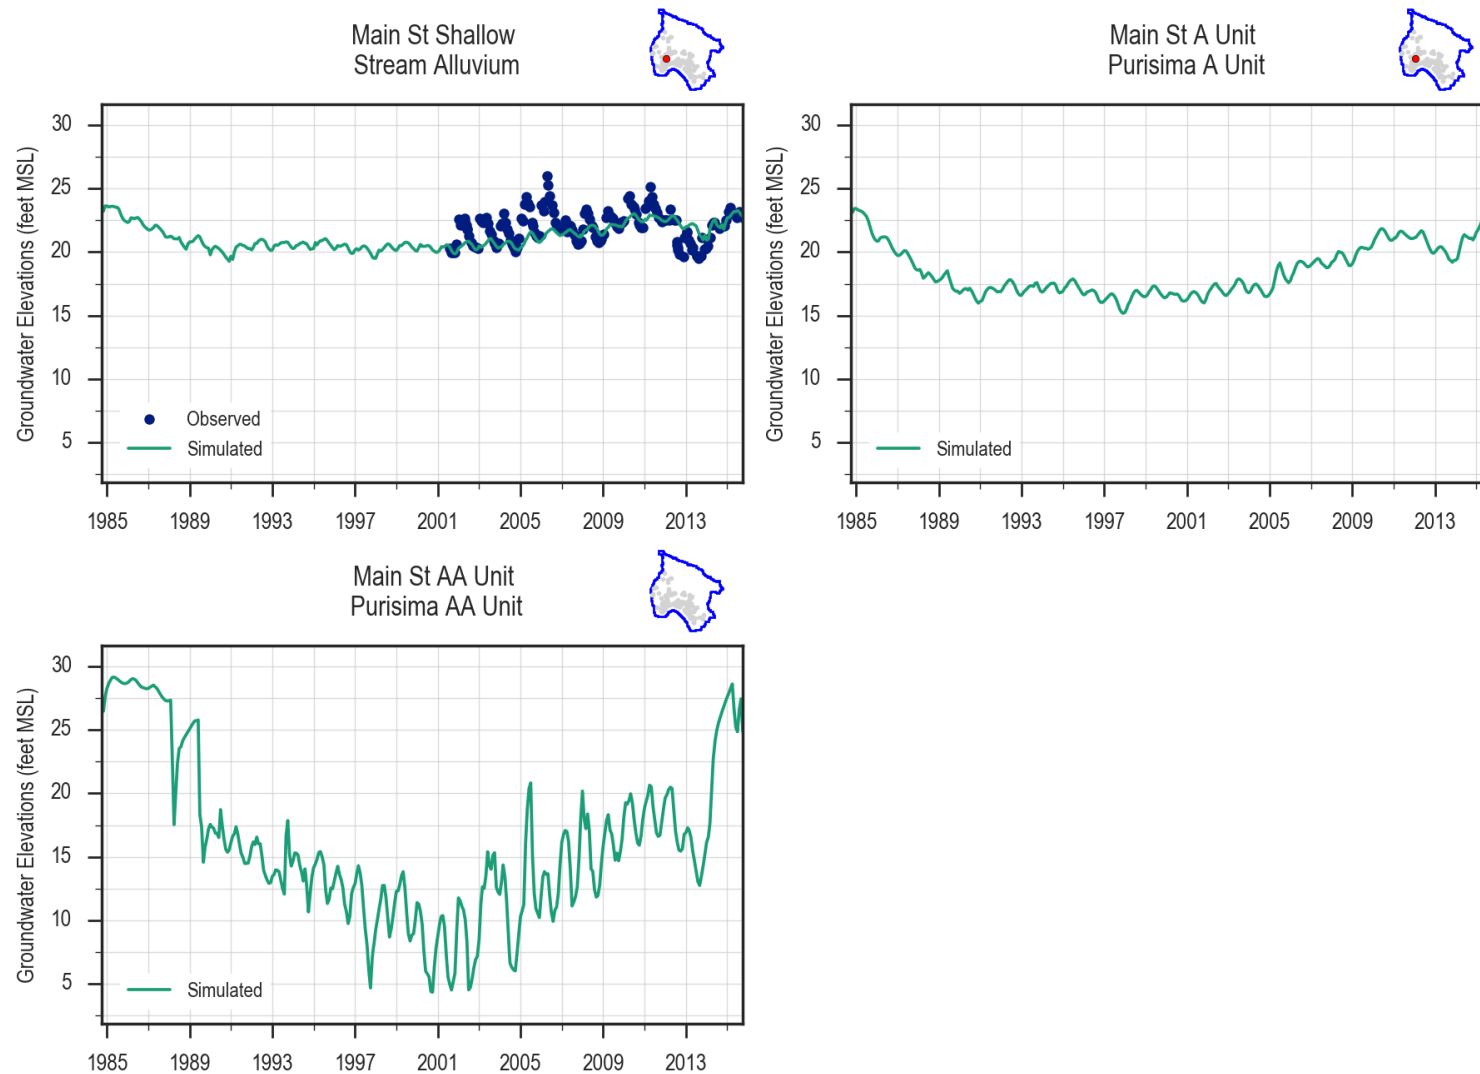 Main St Shallow
Stream Alluvium
Groundwater Elevations (feet MSL)
30
25
20
15
10
5
Observed
Simulated
1985 1989 1993 1997 2001 2005 2009 2013
Main St A Unit
Purisima A Unit
Groundwater Elevations (feet MSL)
30
25
20
15
10
5
Simulated
1985 1989 1993 1997 2001 2005 2009 2013
Main St AA Unit
Purisima AA Unit
Groundwater Elevations (feet MSL)
30
25
20
15
10
5
Simulated
1985 1989 1993 1997 2001 2005 2009 2013